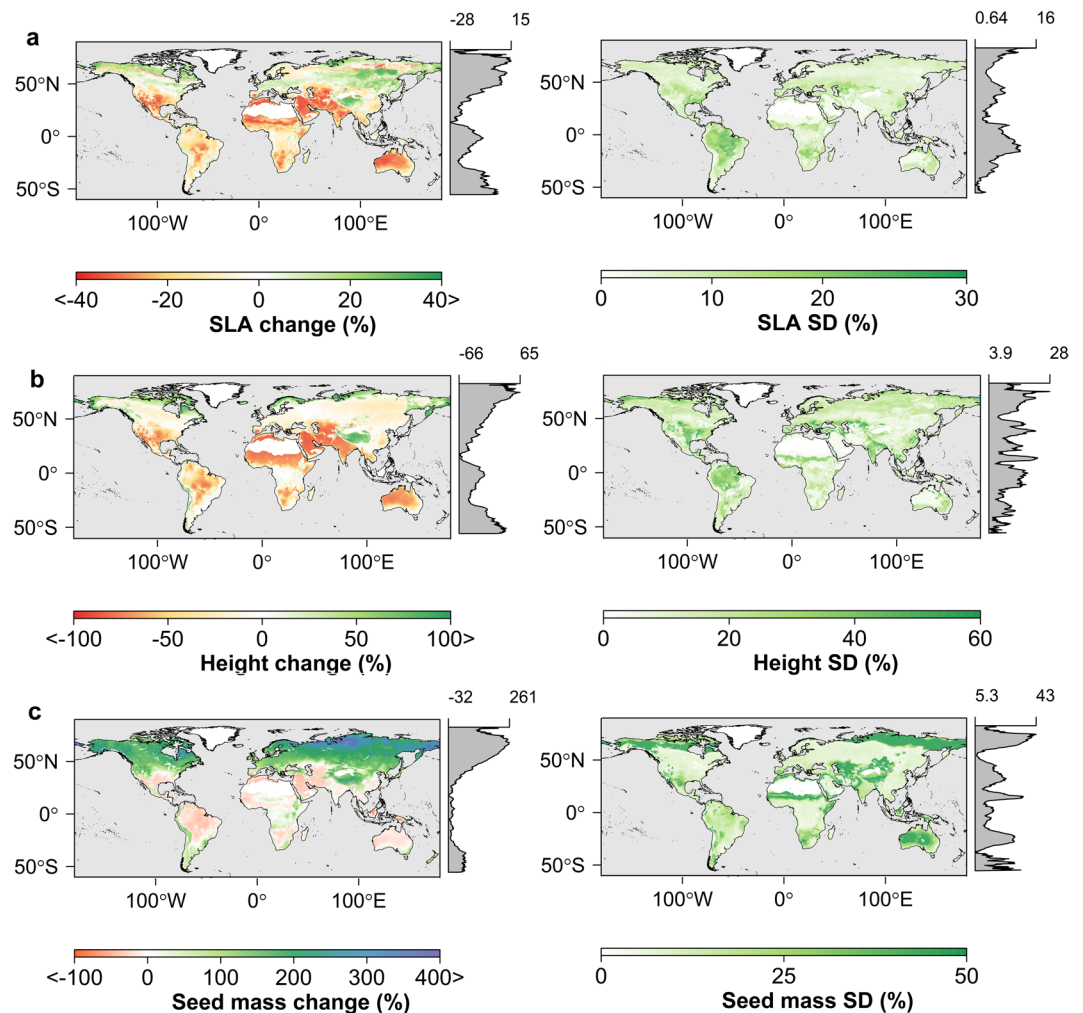 -28 15 0.64 16
a
50°N 50°N
0° 0°
50°S 50°S
100°W 0° 100°E 100°W 0° 100°E
<-40 -20 0 20 40> 0 10 20 30
SLA change (%) SLA SD (%)
-66 65 3.9 28
b
50°N 50°N
0° 0°
50°S 50°S
100°W 0° 100°E 100°W 0° 100°E
<-100 -50 0 50 100> 0 20 40 60
Height change (%) Height SD (%)
-32 261 5.3 43
c
50°N 50°N
0° 0°
50°S 50°S
100°W 0° 100°E 100°W 0° 100°E
<-100 0 100 200 300 400> 0 25 50
Seed mass change (%) Seed mass SD (%)